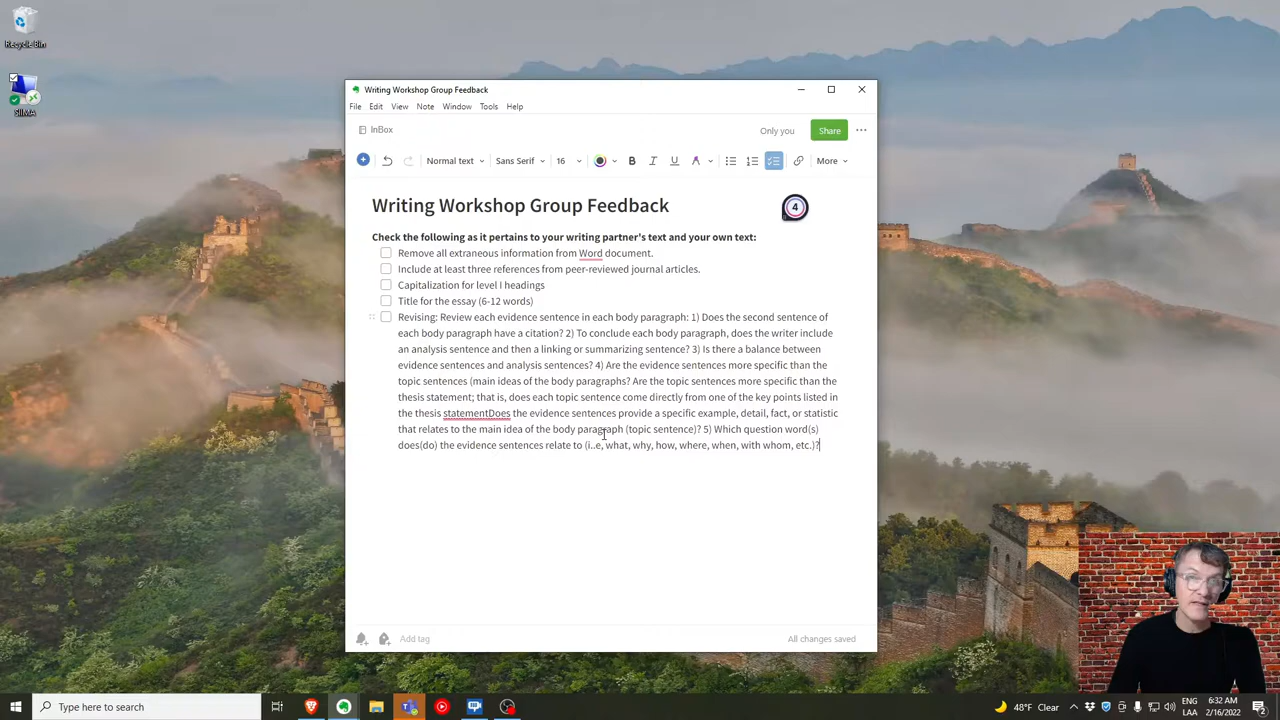 Recycle Bin
SIIMA
Writing Workshop Group Feedback
File Edit View Note Window Tools Help
InBox
Only you
Share
Normal text
Sans Serif
16
B I U A
More
Writing Workshop Group Feedback
4
Check the following as it pertains to your writing partner's text and your own text:
Remove all extraneous information from Word document.
Include at least three references from peer-reviewed journal articles.
Capitalization for level I headings
Title for the essay (6-12 words)
Revising: Review each evidence sentence in each body paragraph: 1) Does the second sentence of
each body paragraph have a citation? 2) To conclude each body paragraph, does the writer include
an analysis sentence and then a linking or summarizing sentence? 3) Is there a balance between
evidence sentences and analysis sentences? 4) Are the evidence sentences more specific than the
topic sentences (main ideas of the body paragraphs? Are the topic sentences more specific than the
thesis statement; that is, does each topic sentence come directly from one of the key points listed in
the thesis statementDoes the evidence sentences provide a specific example, detail, fact, or statistic
that relates to the main idea of the body paragraph (topic sentence)? 5) Which question word(s)
does(do) the evidence sentences relate to (i..e, what, why, how, where, when, with whom, etc.)?
Add tag
All changes saved
Type here to search
48°F Clear
ENG
LAA
6:32 AM
2/16/2022
2